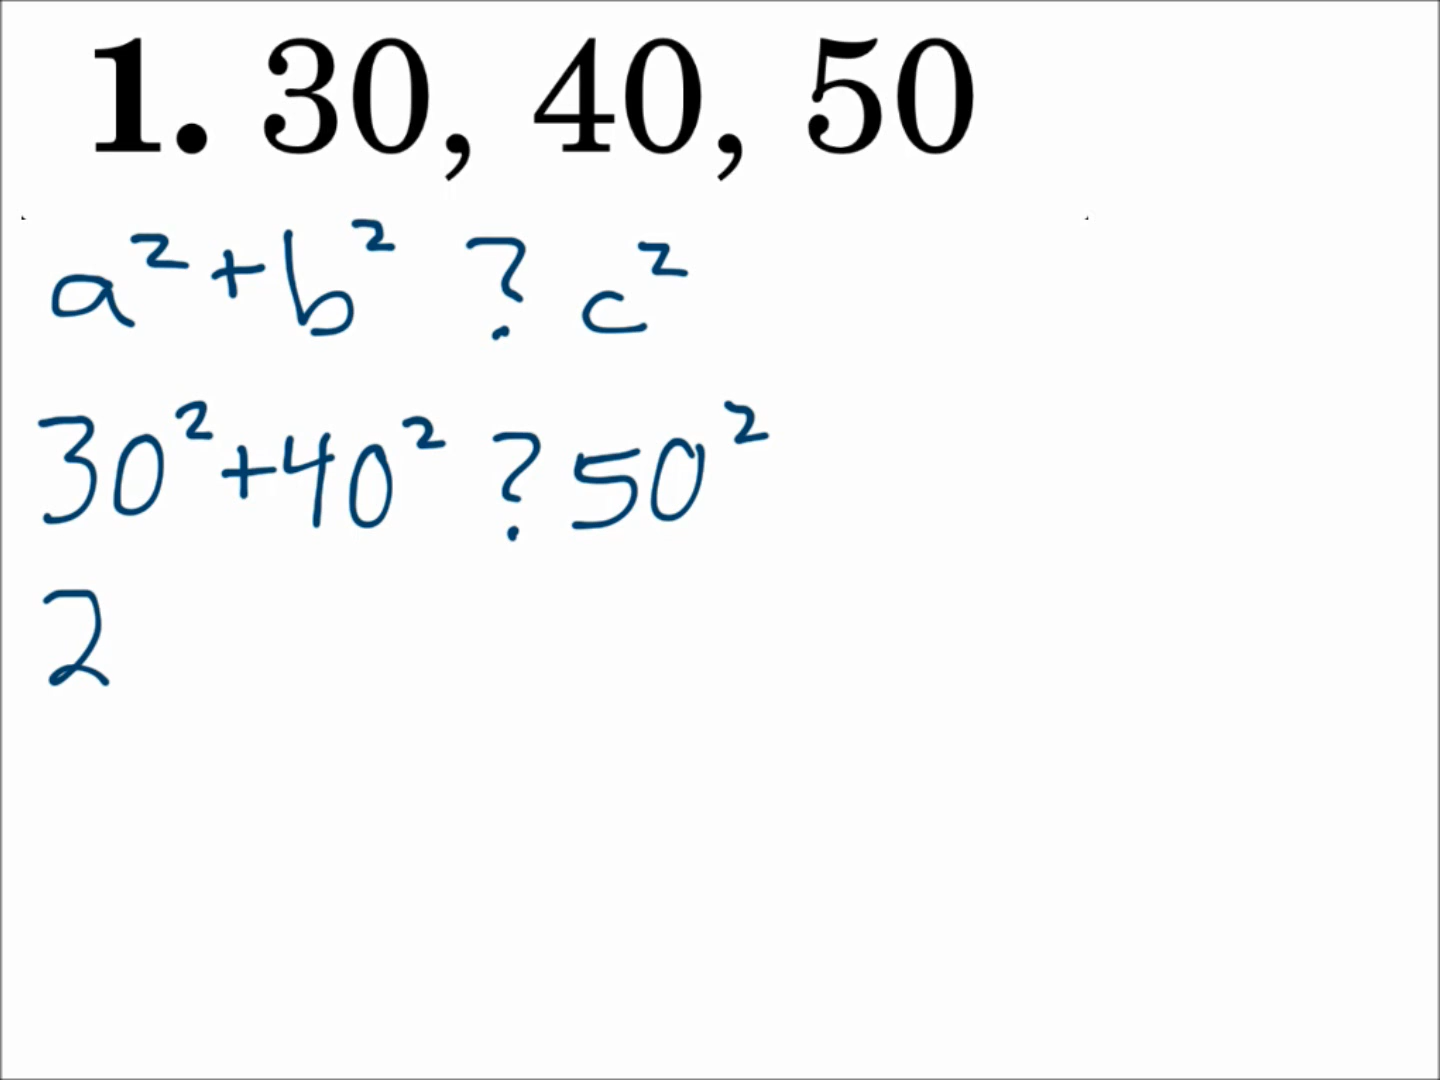 1. 30, 40, 50
a² + b² ? c²
30² + 40² ? 50²
2